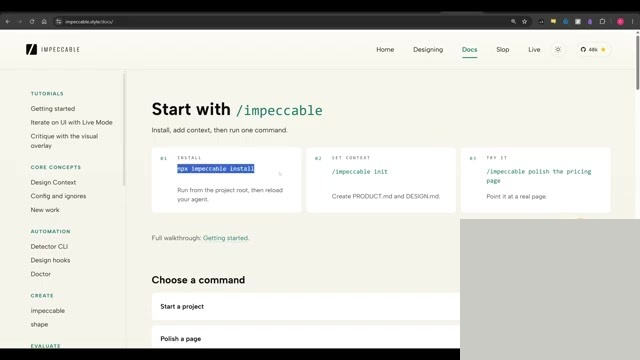 impeccable.style/docs/
IMPECCABLE
Home
Designing
Docs
Slop
Live
46k
TUTORIALS
Getting started
Iterate on UI with Live Mode
Critique with the visual
overlay
CORE CONCEPTS
Design Context
Config and ignores
New work
AUTOMATION
Detector CLI
Design hooks
Doctor
CREATE
impeccable
shape
EVALUATE
Start with /impeccable
Install, add context, then run one command.
01 INSTALL
npx impeccable install
Run from the project root, then reload
your agent.
02 SET CONTEXT
/impeccable init
Create PRODUCT.md and DESIGN.md.
03 TRY IT
/impeccable polish the pricing
page
Point it at a real page.
Full walkthrough: Getting started.
Choose a command
Start a project
Polish a page